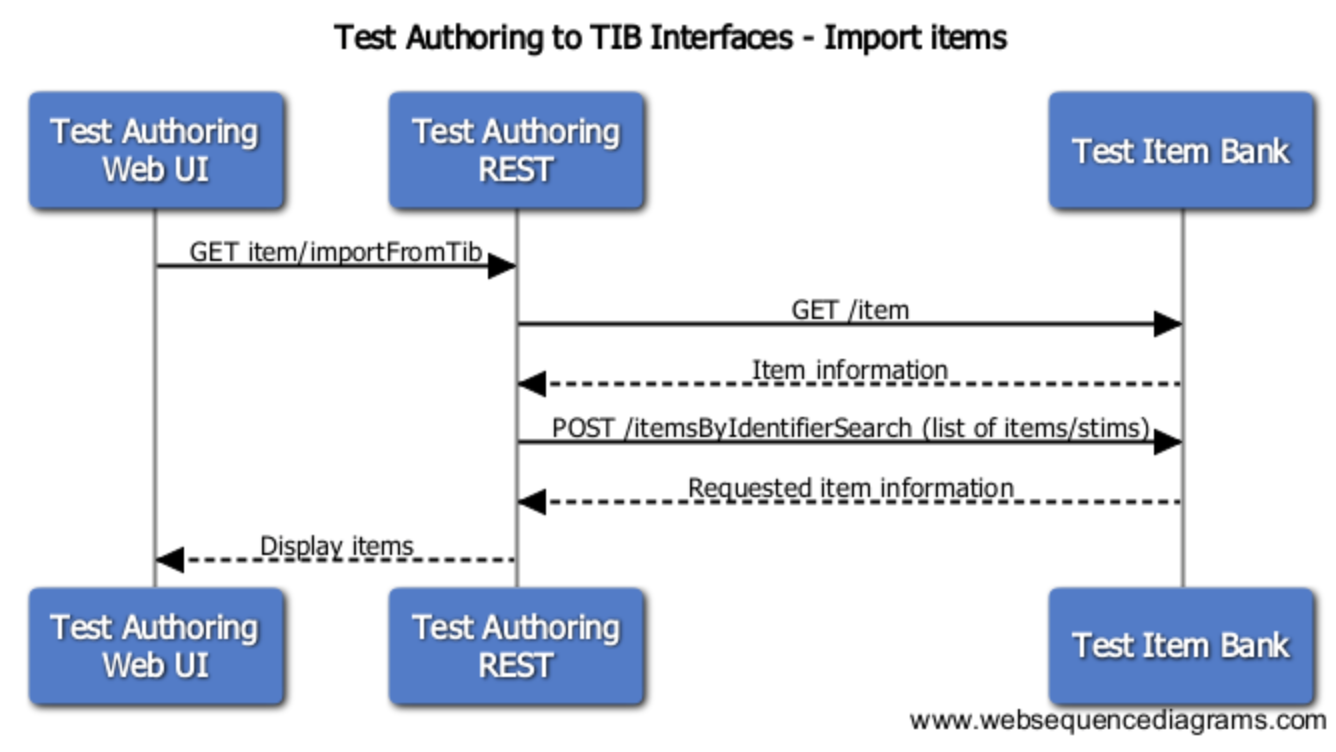 Test Authoring to TIB Interfaces - Import items
Test Authoring
Web UI
Test Authoring
REST
Test Item Bank
GET item/importFromTib
GET /item
Item information
POST /itemsByIdentifierSearch (list of items/stims)
Requested item information
Display items
Test Authoring
Web UI
Test Authoring
REST
Test Item Bank
www.websequencediagrams.com